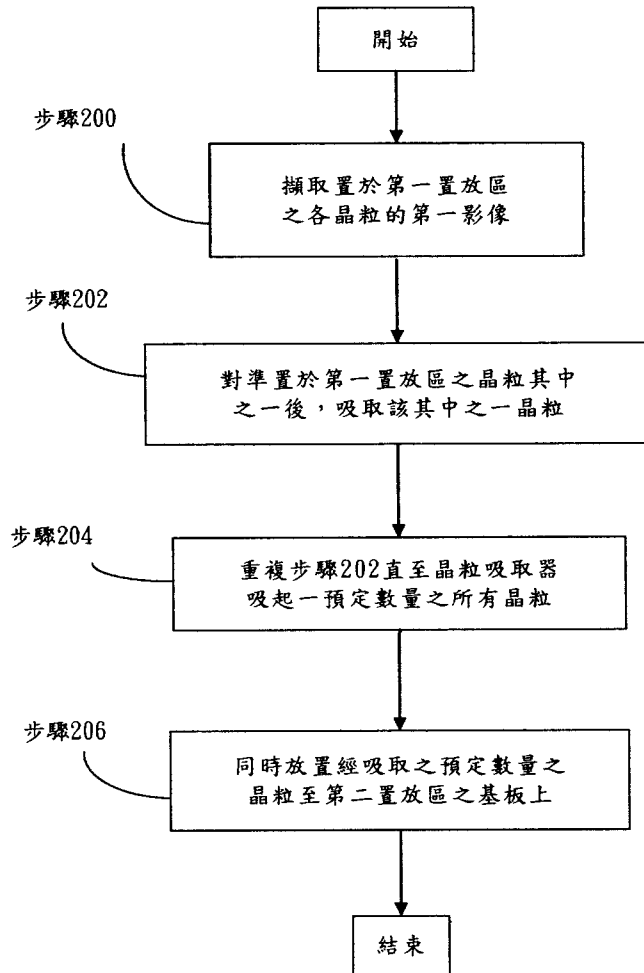 開始
步驟200
擷取置於第一置放區
之各晶粒的第一影像
步驟202
對準置於第一置放區之晶粒其中
之一後，吸取該其中之一晶粒
步驟204
重複步驟202直至晶粒吸取器
吸起一預定數量之所有晶粒
步驟206
同時放置經吸取之預定數量之
晶粒至第二置放區之基板上
結束